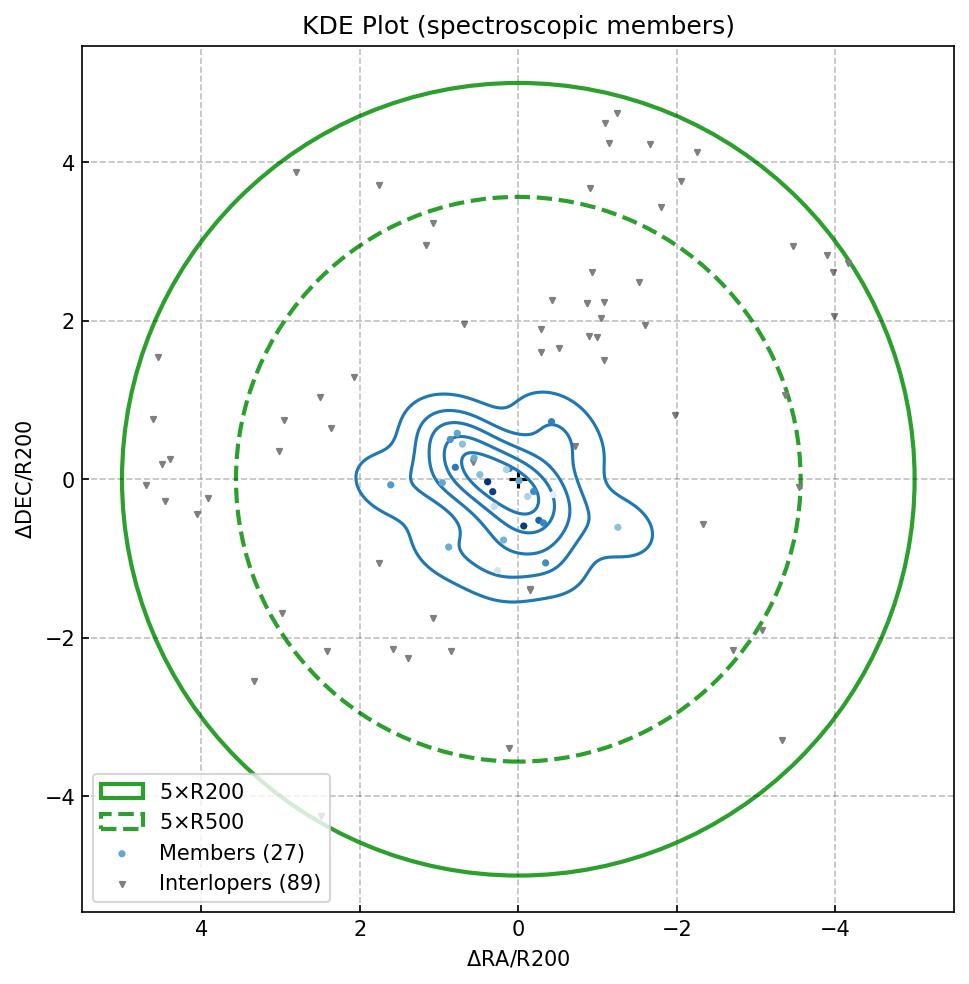 KDE Plot (spectroscopic members)
4
2
0
−2
−4
ΔDEC/R200
5×R200
5×R500
Members (27)
Interlopers (89)
4
2
0
−2
−4
ΔRA/R200